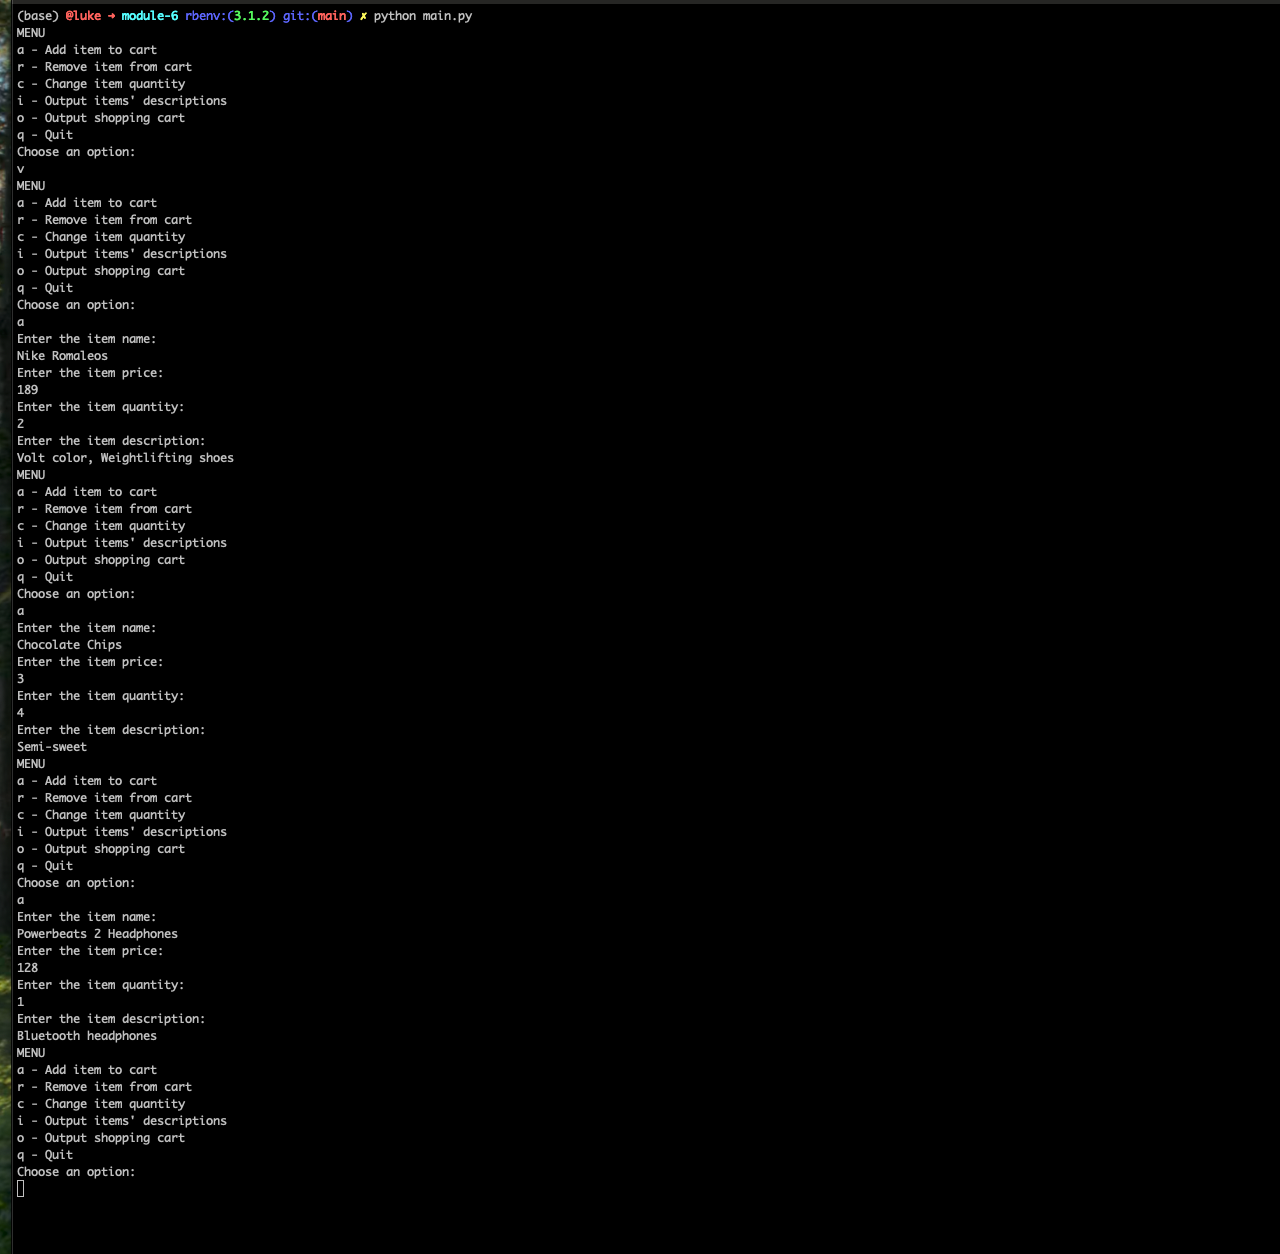 (base) @luke → module-6 rbenv:(3.1.2) git:(main) ✗ python main.py
MENU
a - Add item to cart
r - Remove item from cart
c - Change item quantity
i - Output items' descriptions
o - Output shopping cart
q - Quit
Choose an option:
v
MENU
a - Add item to cart
r - Remove item from cart
c - Change item quantity
i - Output items' descriptions
o - Output shopping cart
q - Quit
Choose an option:
a
Enter the item name:
Nike Romaleos
Enter the item price:
189
Enter the item quantity:
2
Enter the item description:
Volt color, Weightlifting shoes
MENU
a - Add item to cart
r - Remove item from cart
c - Change item quantity
i - Output items' descriptions
o - Output shopping cart
q - Quit
Choose an option:
a
Enter the item name:
Chocolate Chips
Enter the item price:
3
Enter the item quantity:
4
Enter the item description:
Semi-sweet
MENU
a - Add item to cart
r - Remove item from cart
c - Change item quantity
i - Output items' descriptions
o - Output shopping cart
q - Quit
Choose an option:
a
Enter the item name:
Powerbeats 2 Headphones
Enter the item price:
128
Enter the item quantity:
1
Enter the item description:
Bluetooth headphones
MENU
a - Add item to cart
r - Remove item from cart
c - Change item quantity
i - Output items' descriptions
o - Output shopping cart
q - Quit
Choose an option: